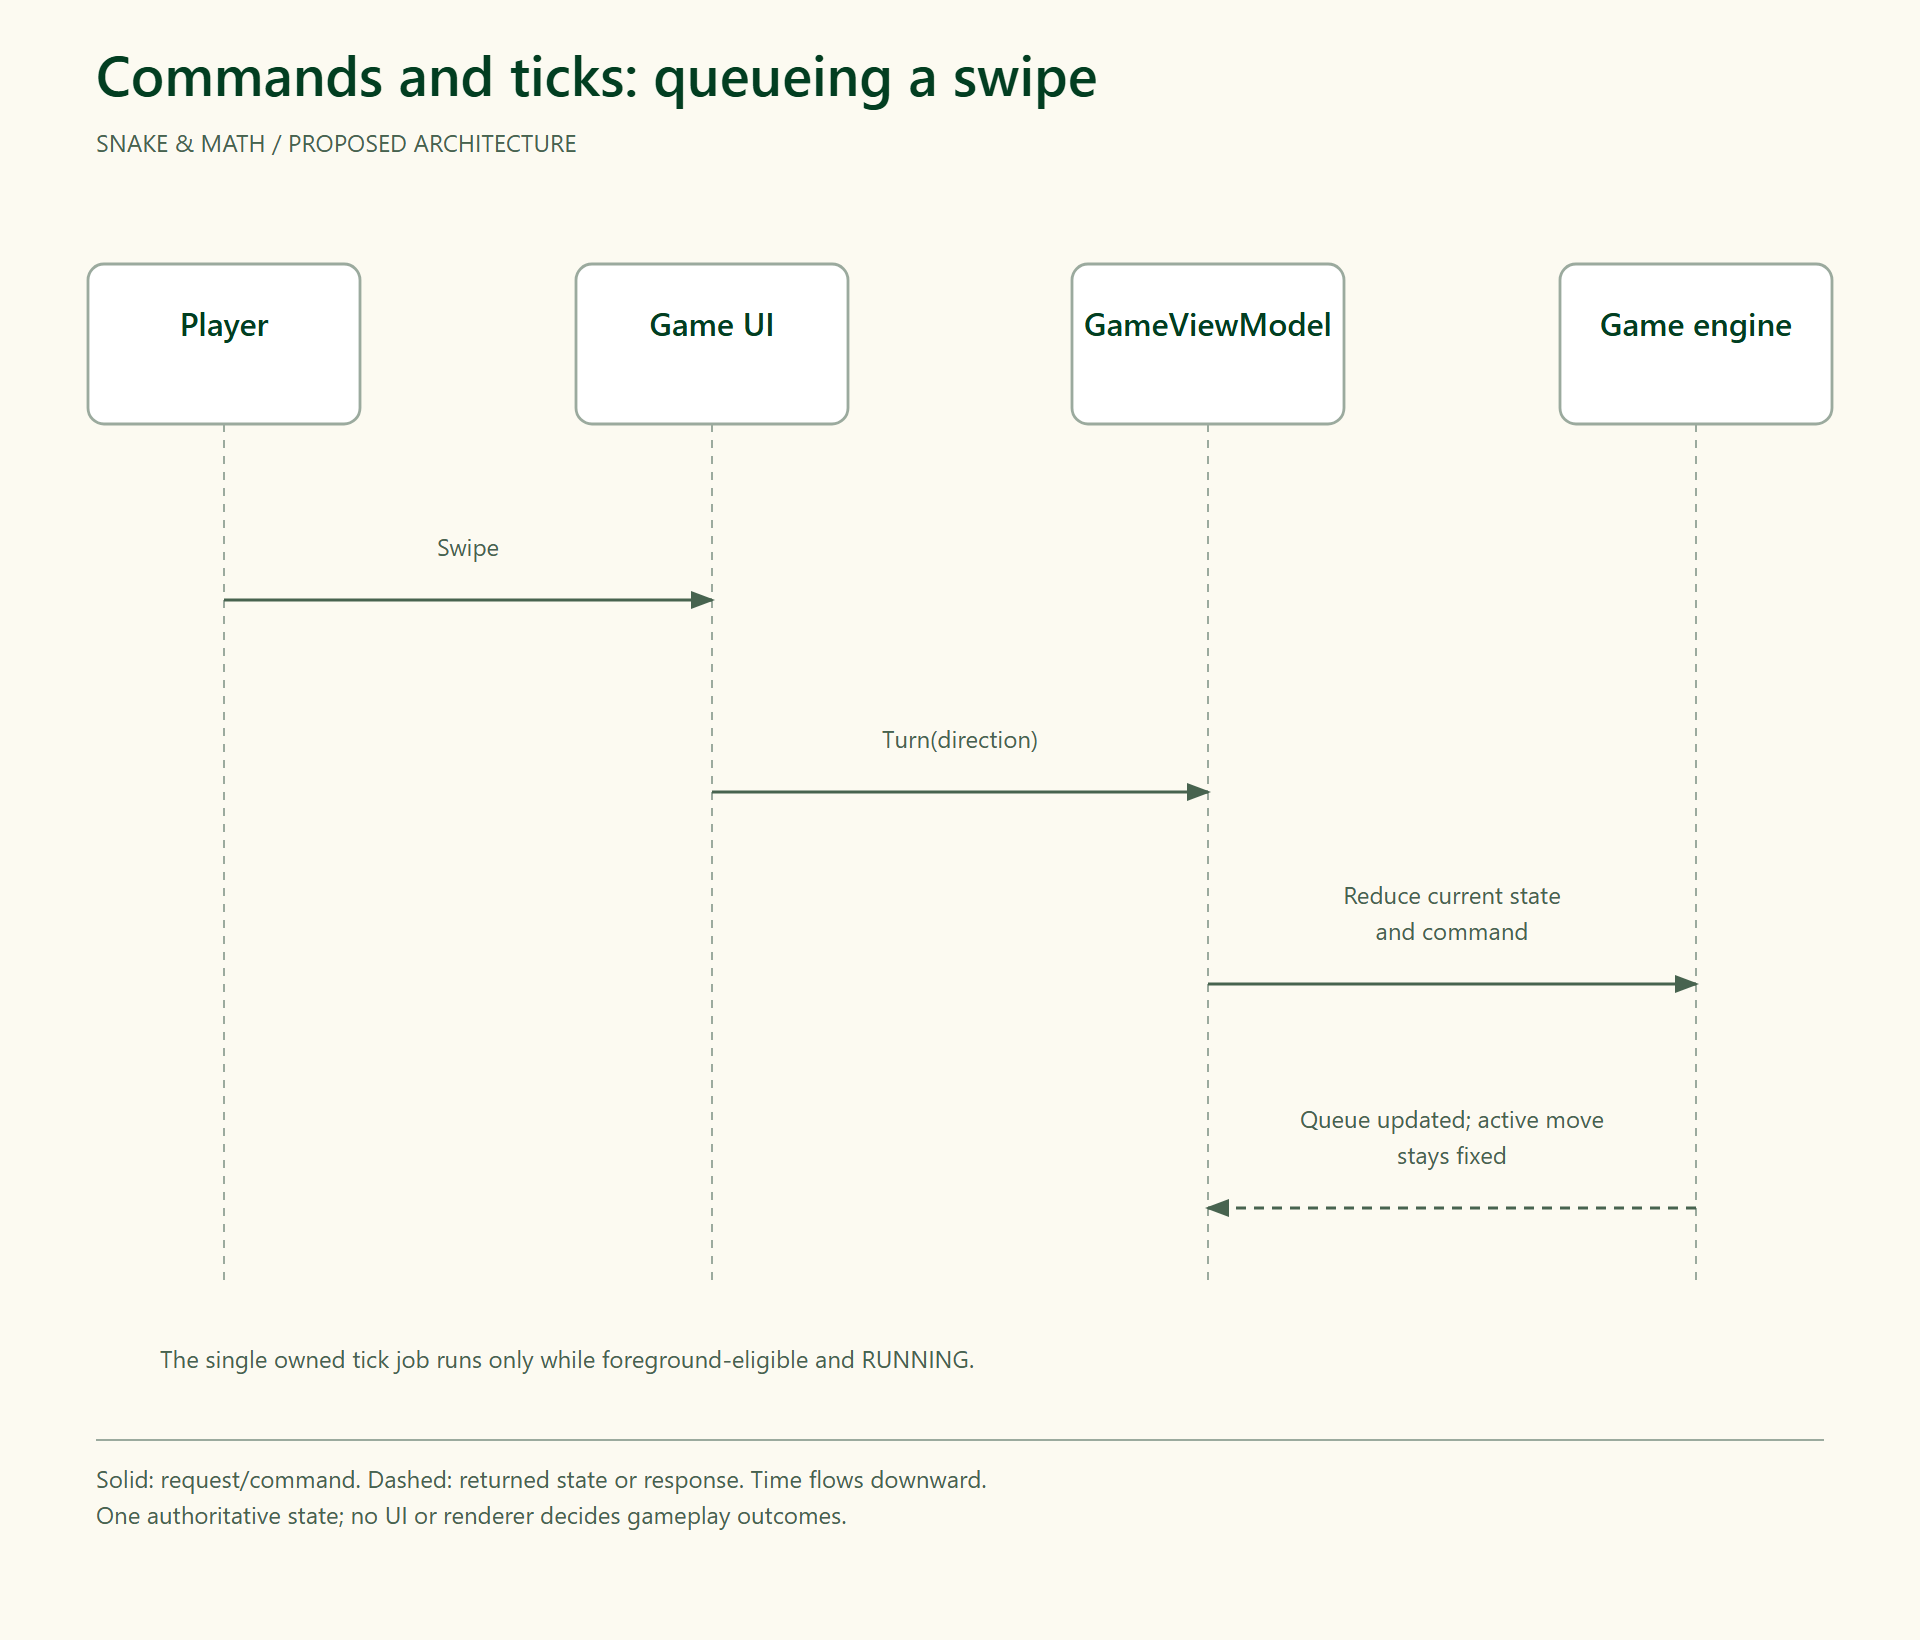 Commands and ticks: queueing a swipe
SNAKE & MATH / PROPOSED ARCHITECTURE
Player
Game UI
GameViewModel
Game engine
Swipe
Turn(direction)
Reduce current state
and command
Queue updated; active move
stays fixed
The single owned tick job runs only while foreground-eligible and RUNNING.
Solid: request/command. Dashed: returned state or response. Time flows downward.
One authoritative state; no UI or renderer decides gameplay outcomes.